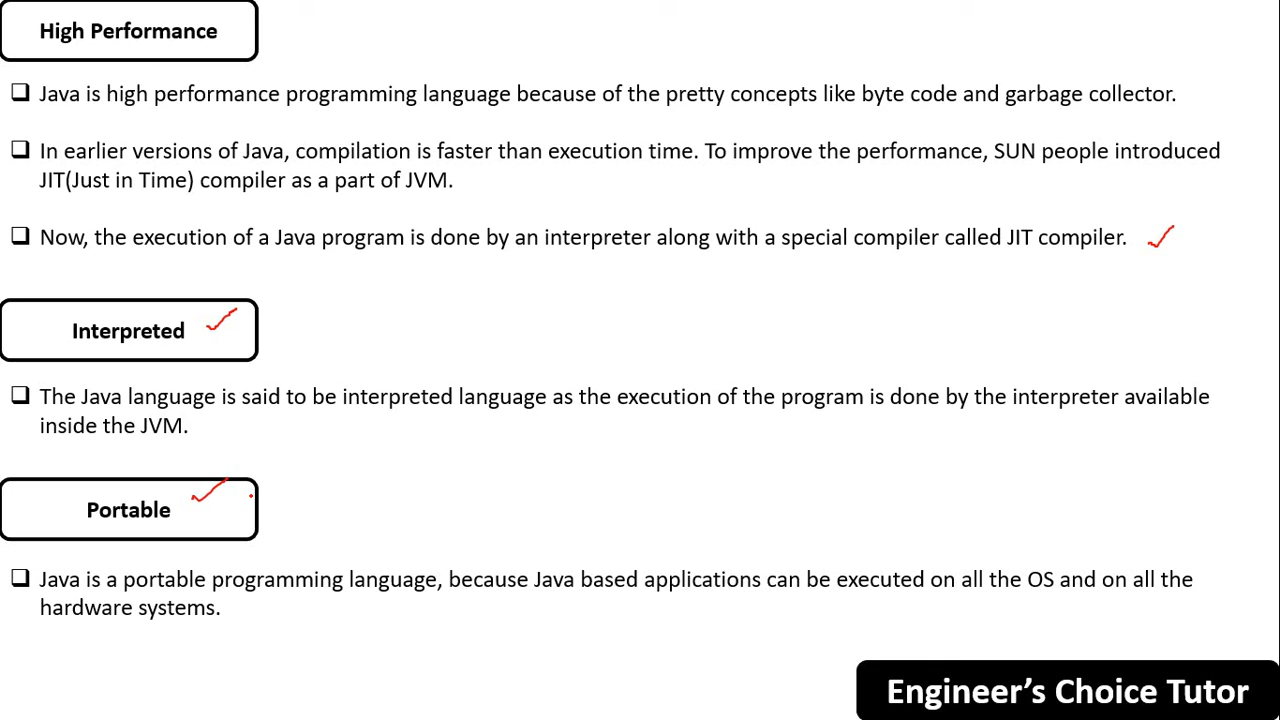 High Performance
Java is high performance programming language because of the pretty concepts like byte code and garbage collector.
In earlier versions of Java, compilation is faster than execution time. To improve the performance, SUN people introduced
JIT(Just in Time) compiler as a part of JVM.
Now, the execution of a Java program is done by an interpreter along with a special compiler called JIT compiler.
Interpreted
The Java language is said to be interpreted language as the execution of the program is done by the interpreter available
inside the JVM.
Portable
Java is a portable programming language, because Java based applications can be executed on all the OS and on all the
hardware systems.
Engineer’s Choice Tutor